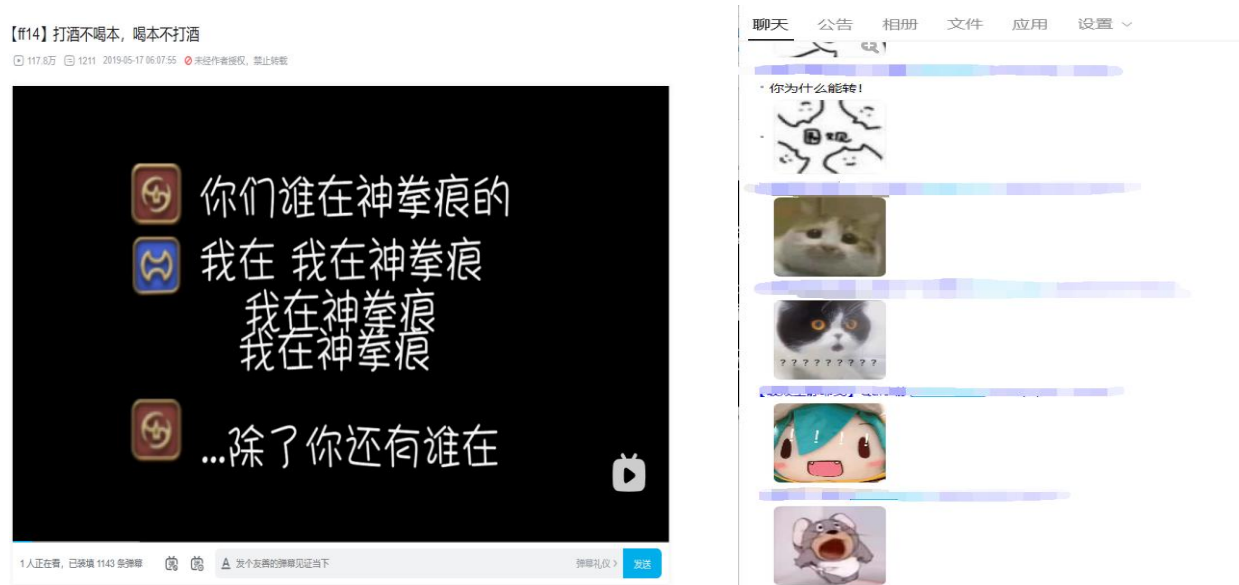 【ff14】打酒不喝本，喝本不打酒
117.8万 1211 2019-05-17 06:07:55 未经作者授权，禁止转载
你们谁在神拳痕的
我在 我在神拳痕
我在神拳痕
我在神拳痕
...除了你还有谁在
1人正在看，已装填 1143 条弹幕 A 发个友善的弹幕见证当下 弹幕礼仪 > 发送
聊天 公告 相册 文件 应用 设置
你为什么能转!
围观
? ? ? ? ? ? ? ? ?